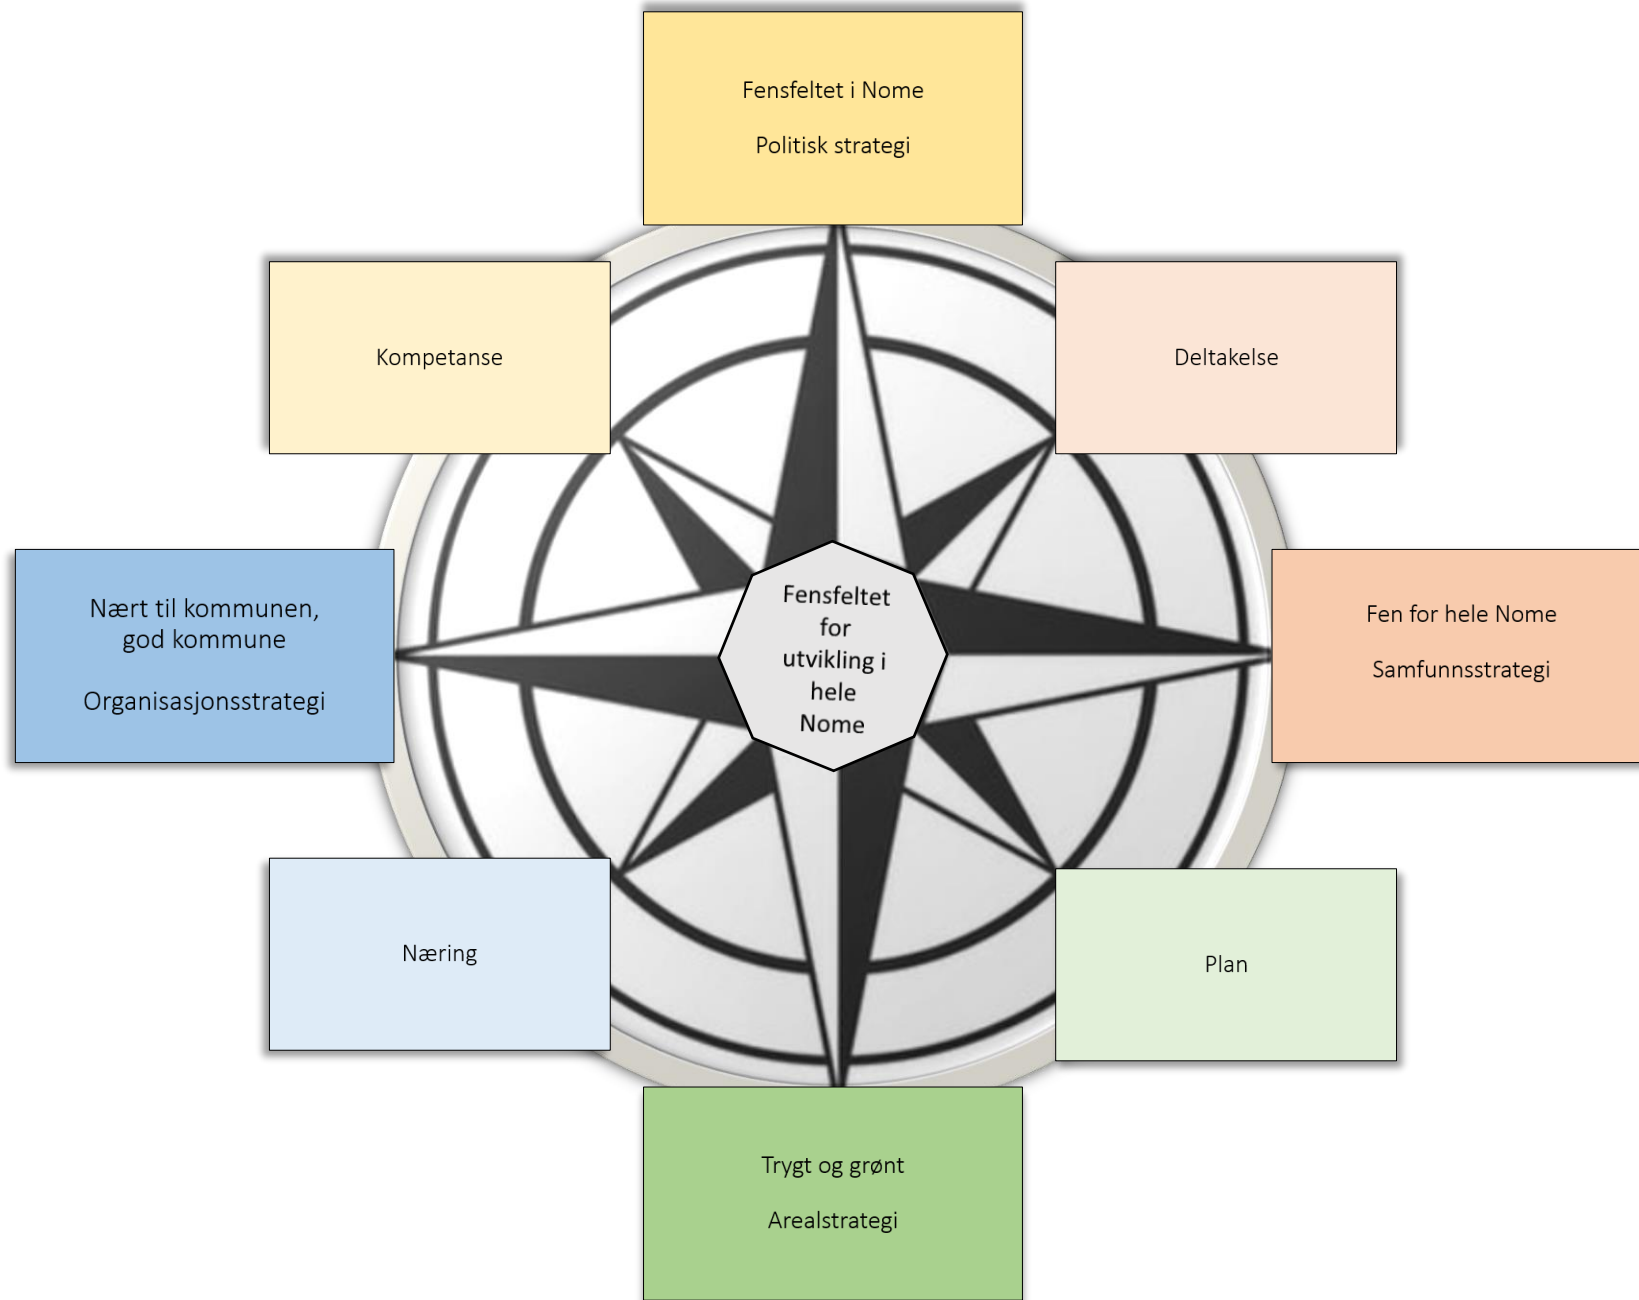 Fensfeltet i Nome
Politisk strategi
Kompetanse
Deltakelse
Nært til kommunen,
god kommune
Organisasjonsstrategi
Fensfeltet
for
utvikling i
hele
Nome
Fen for hele Nome
Samfunnsstrategi
Næring
Plan
Trygt og grønt
Arealstrategi